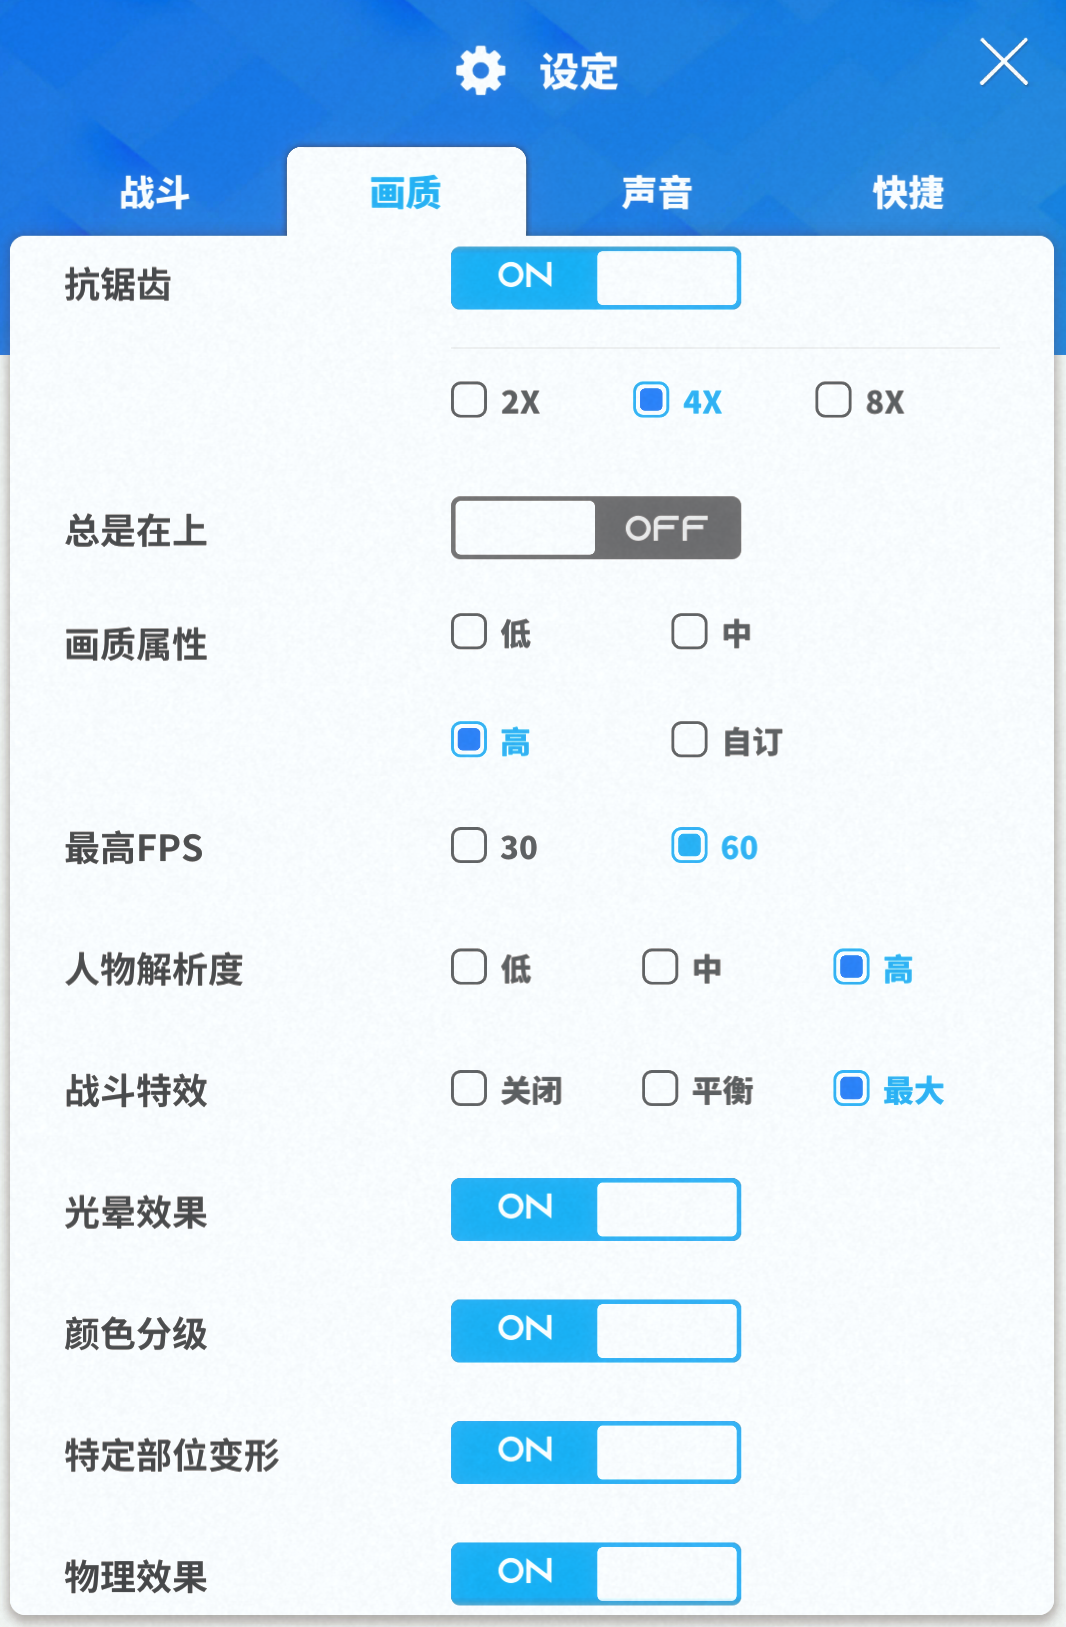 设定
战斗 画质 声音 快捷
抗锯齿 ON
2X 4X 8X
总是在上 OFF
画质属性 低 中
高 自订
最高FPS 30 60
人物解析度 低 中 高
战斗特效 关闭 平衡 最大
光晕效果 ON
颜色分级 ON
特定部位变形 ON
物理效果 ON